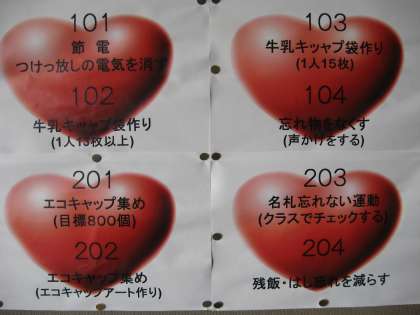 101
節電
つけっ放しの電気を消す
102
牛乳キャップ袋作り
(1人15枚以上)
103
牛乳キャップ袋作り
(1人15枚)
104
忘れ物をなくす
(声かけをする)
201
エコキャップ集め
(目標800個)
202
エコキャップ集め
(エコキャップアート作り)
203
名札忘れない運動
(クラスでチェックする)
204
残飯・はし忘れを減らす